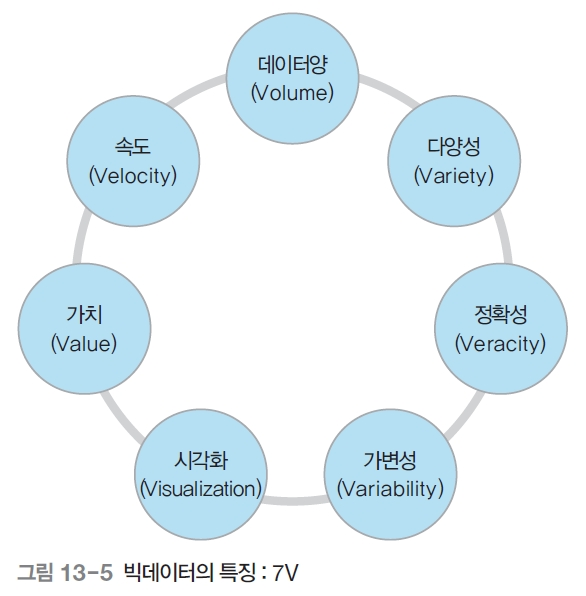 데이터양
(Volume)
다양성
(Variety)
정확성
(Veracity)
가변성
(Variability)
시각화
(Visualization)
가치
(Value)
속도
(Velocity)
그림 13-5 빅데이터의 특징 : 7V